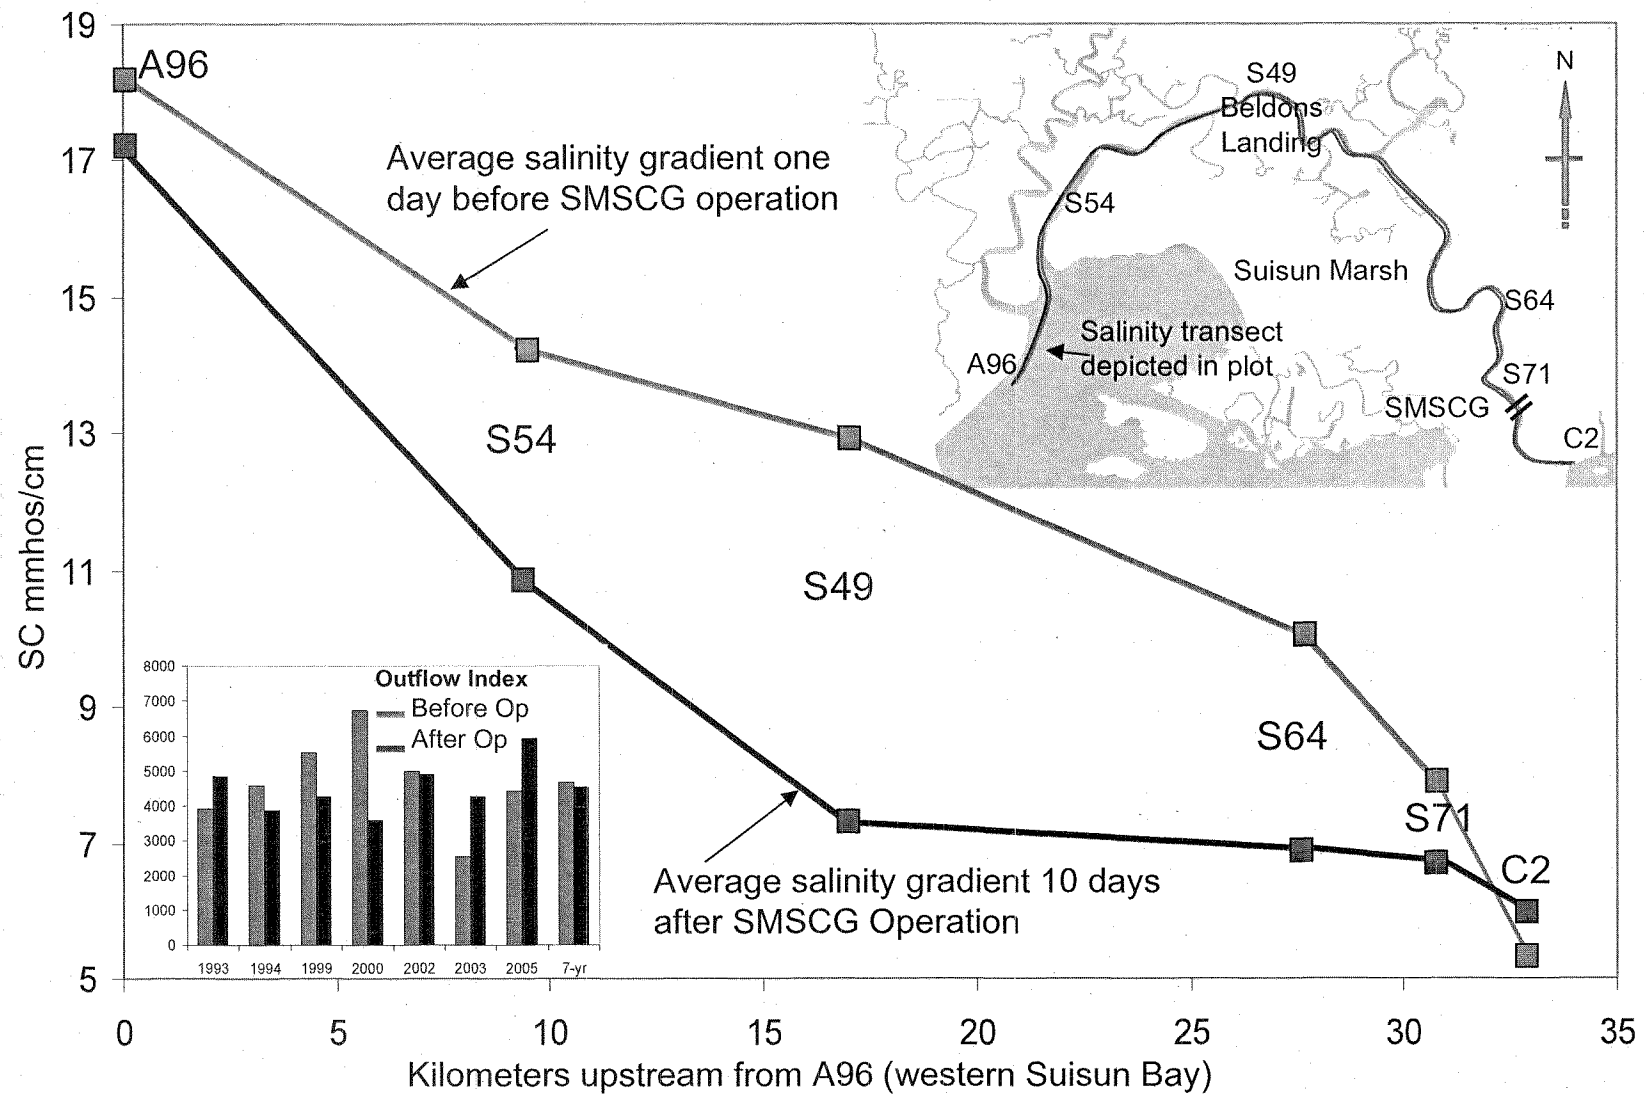 19
17
15
13
11
9
7
5
SC mmhos/cm
A96
Average salinity gradient one
day before SMSCG operation
S54
S49
S64
S71
C2
Average salinity gradient 10 days
after SMSCG Operation
N
S49
Beldons
Landing
S54
Suisun Marsh
S64
Salinity transect
depicted in plot
A96
S71
SMSCG
C2
Outflow Index
Before Op
After Op
8000
7000
6000
5000
4000
3000
2000
1000
0
1993 1994 1999 2000 2002 2003 2005 7-yr
0 5 10 15 20 25 30 35
Kilometers upstream from A96 (western Suisun Bay)